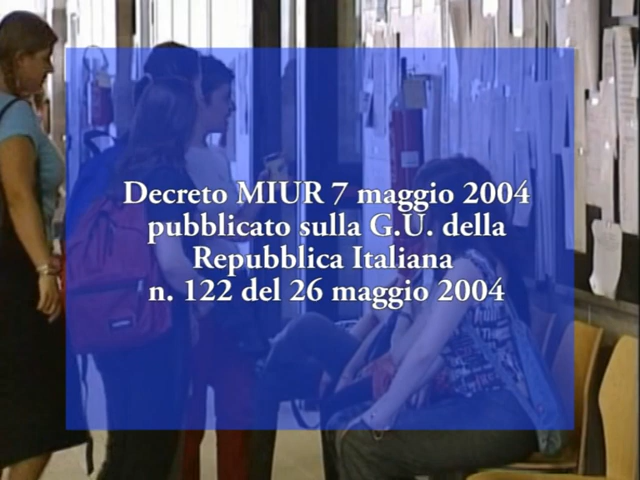 Decreto MIUR 7 maggio 2004
pubblicato sulla G.U. della
Repubblica Italiana
n. 122 del 26 maggio 2004